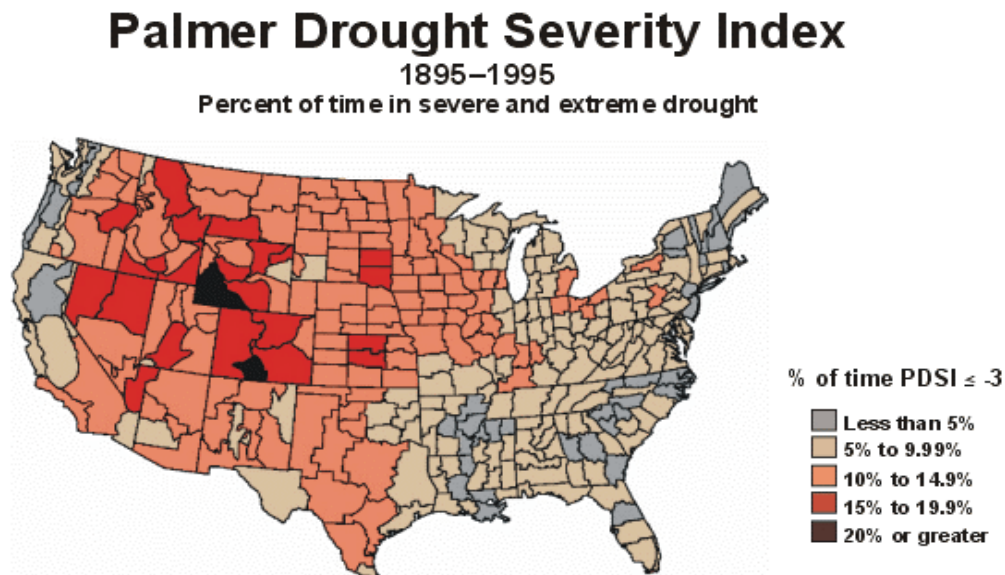 Palmer Drought Severity Index
1895–1995
Percent of time in severe and extreme drought
% of time PDSI ≤ -3
Less than 5%
5% to 9.99%
10% to 14.9%
15% to 19.9%
20% or greater